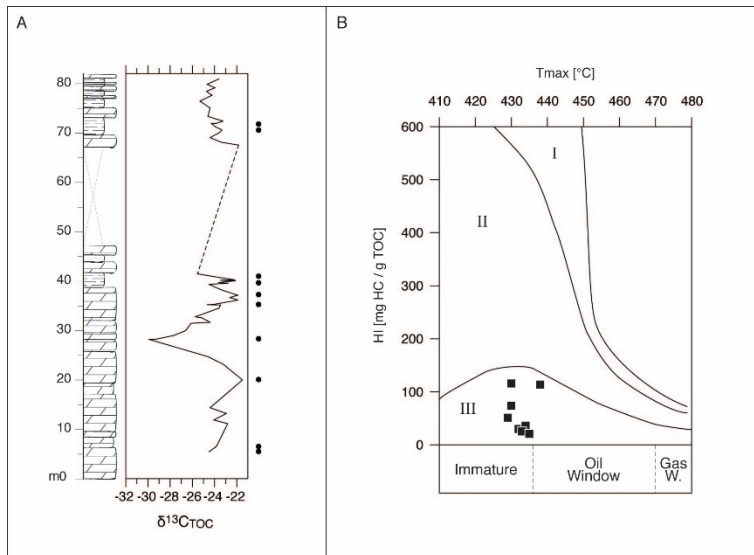 A
80
70
60
50
40
30
20
10
m0
-32 -30 -28 -26 -24 -22
δ13CTOC
B
Tmax [°C]
410 420 430 440 450 460 470 480
600
500
400
300
200
100
0
HI [mg HC / g TOC]
I
II
III
Immature
Oil
Window
Gas
W.